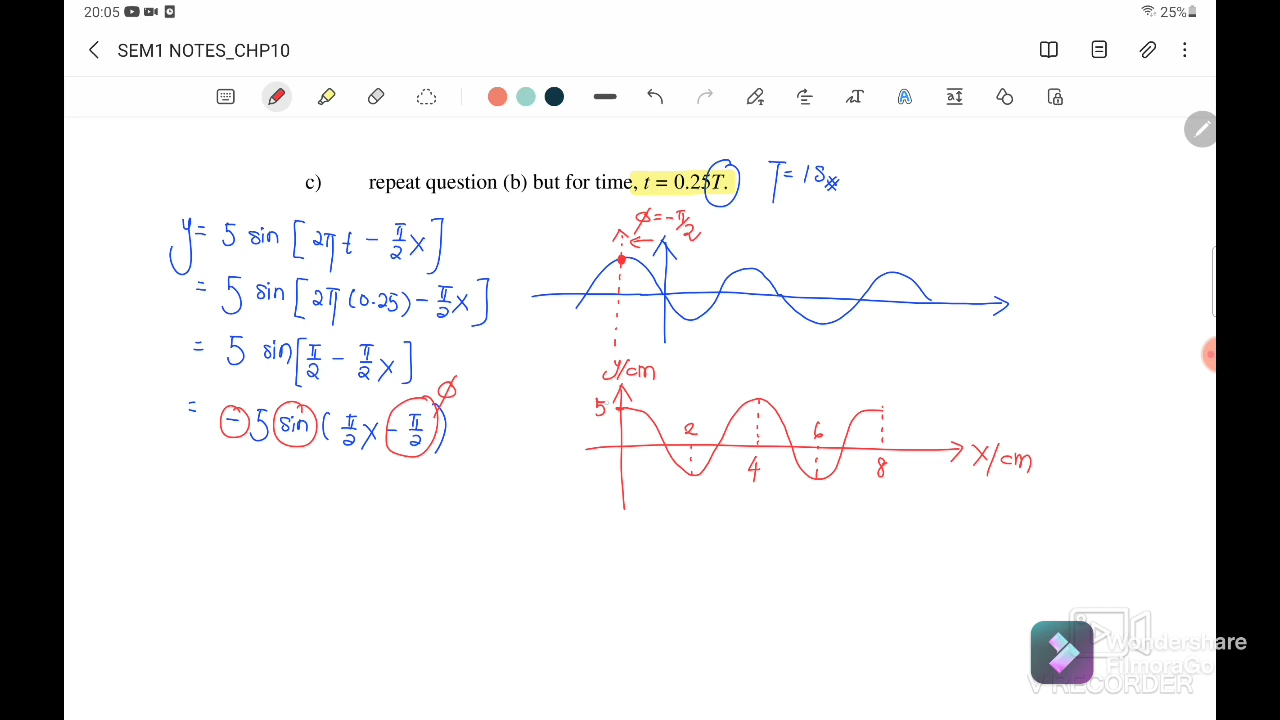 20:05
25%
SEM1 NOTES_CHP10
c) repeat question (b) but for time, t = 0.25T.
T = 1s
y = 5 sin [2πt - π/2 x]
= 5 sin [2π(0.25) - π/2 x]
= 5 sin [π/2 - π/2 x]
= -5 sin (π/2 x - π/2)
ø
ø = -π/2
y/cm
5
2
4
6
8
x/cm
Wondershare
FilmoraGo
V RECORDER